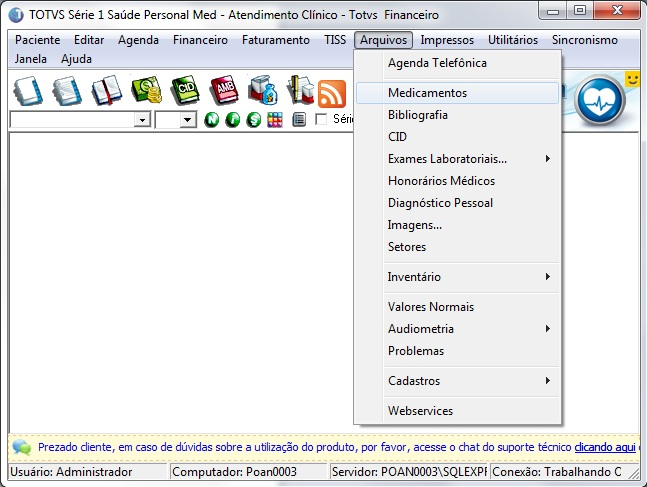 TOTVS Série 1 Saúde Personal Med - Atendimento Clínico - Totvs  Financeiro
Paciente Editar Agenda Financeiro Faturamento TISS Arquivos Impressos Utilitários Sincronismo
Janela Ajuda
Agenda Telefônica
Medicamentos
Bibliografia
CID
Exames Laboratoriais...
Honorários Médicos
Diagnóstico Pessoal
Imagens...
Setores
Inventário
Valores Normais
Audiometria
Problemas
Cadastros
Webservices
CID
AMB
Prezado cliente, em caso de dúvidas sobre a utilização do produto, por favor, acesse o chat do suporte técnico clicando aqui
Usuário: Administrador Computador: Poan0003 Servidor: POAN0003\SQLEXPR Conexão: Trabalhando C